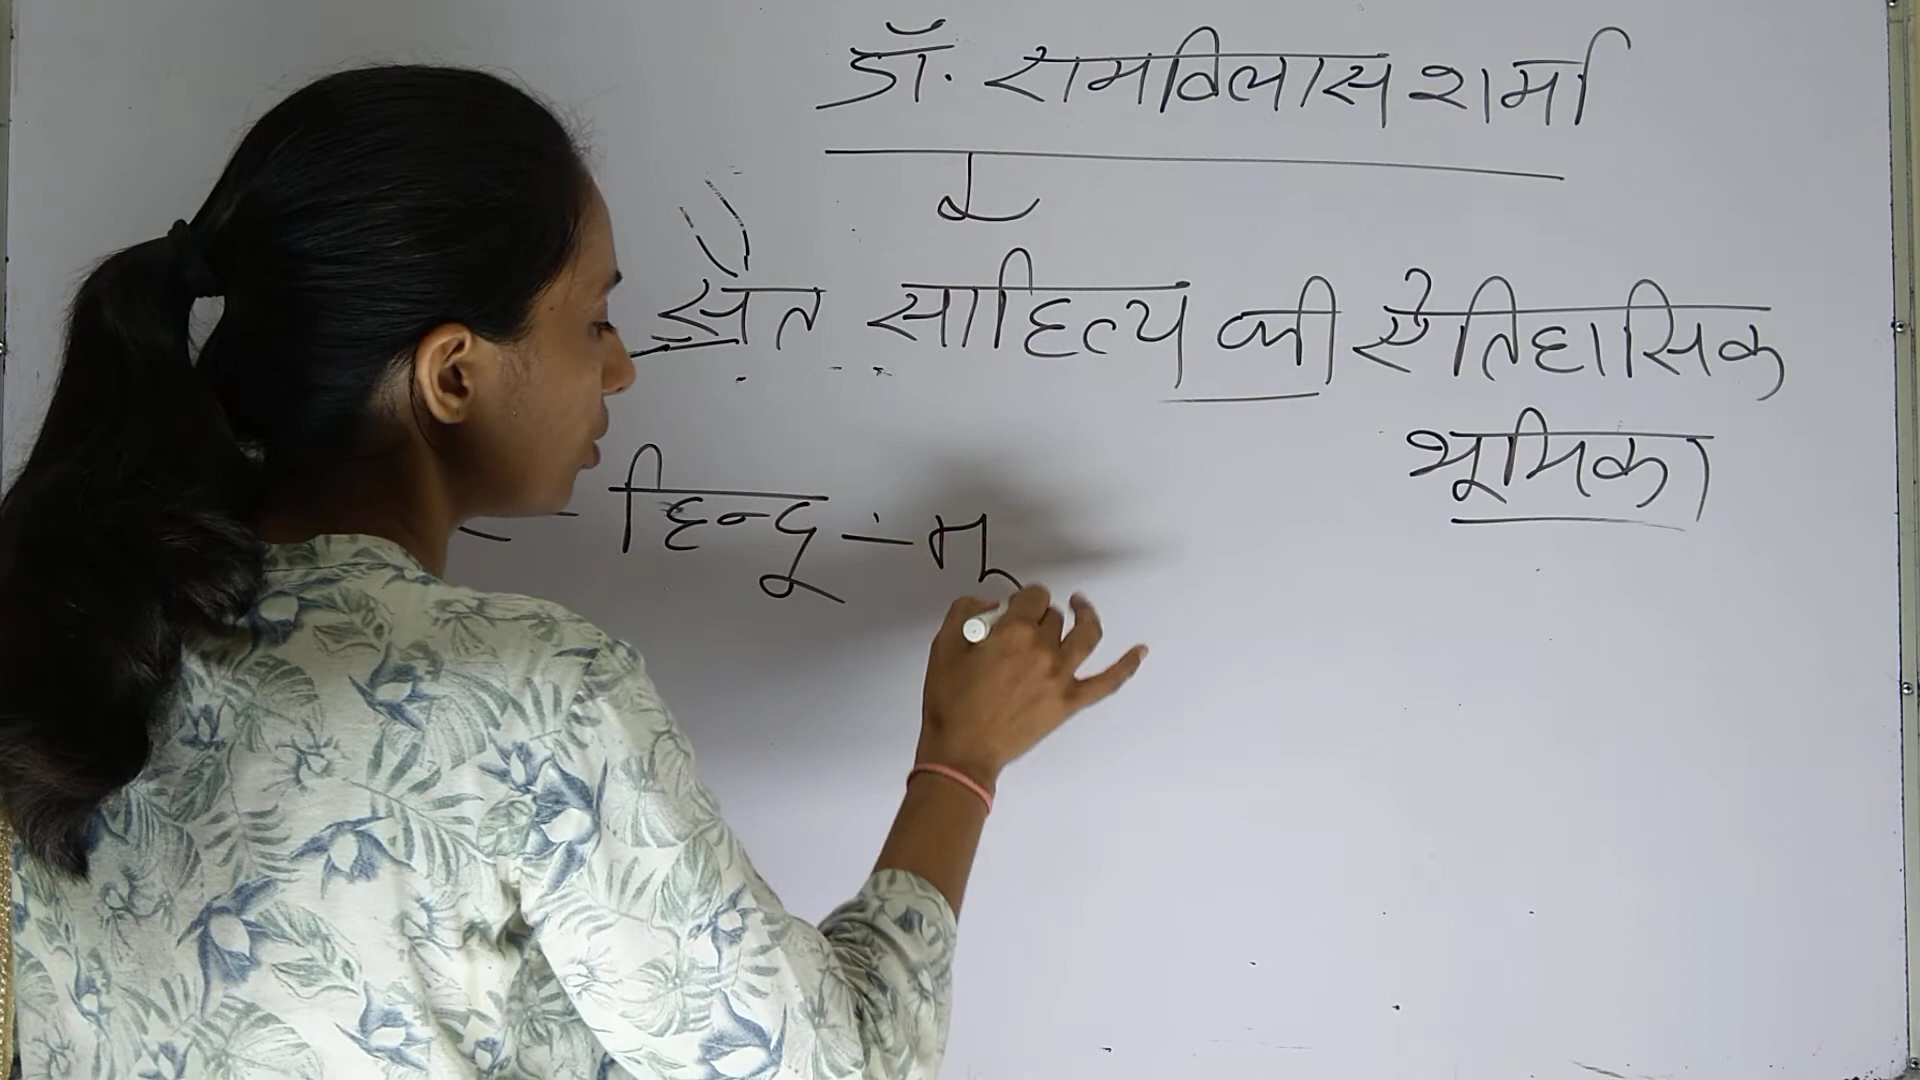 डॉ. रामविलास शर्मा
संत साहित्य की ऐतिहासिक
भूमिका
हिन्दू - मु